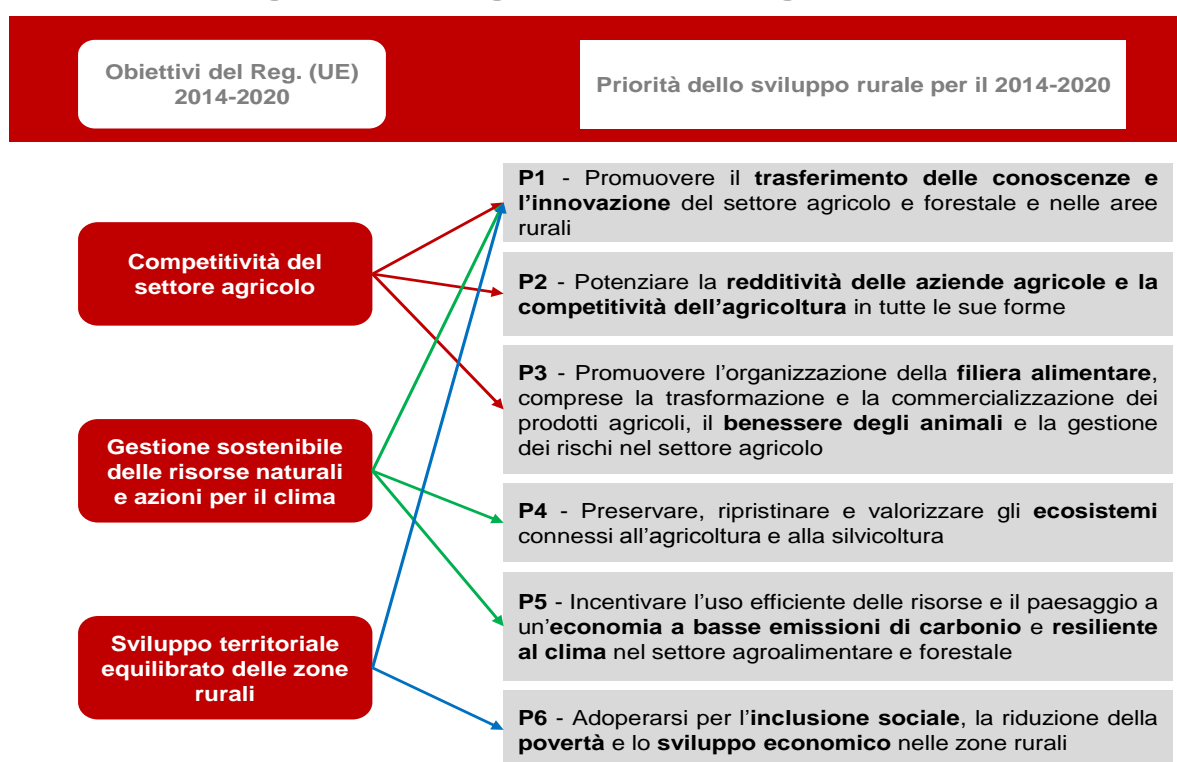 Obiettivi del Reg. (UE)
2014-2020
Priorità dello sviluppo rurale per il 2014-2020
Competitività del
settore agricolo
Gestione sostenibile
delle risorse naturali
e azioni per il clima
Sviluppo territoriale
equilibrato delle zone
rurali
P1 - Promuovere il trasferimento delle conoscenze e
l’innovazione del settore agricolo e forestale e nelle aree
rurali
P2 - Potenziare la redditività delle aziende agricole e la
competitività dell’agricoltura in tutte le sue forme
P3 - Promuovere l’organizzazione della filiera alimentare,
comprese la trasformazione e la commercializzazione dei
prodotti agricoli, il benessere degli animali e la gestione
dei rischi nel settore agricolo
P4 - Preservare, ripristinare e valorizzare gli ecosistemi
connessi all’agricoltura e alla silvicoltura
P5 - Incentivare l’uso efficiente delle risorse e il paesaggio a
un’economia a basse emissioni di carbonio e resiliente
al clima nel settore agroalimentare e forestale
P6 - Adoperarsi per l’inclusione sociale, la riduzione della
povertà e lo sviluppo economico nelle zone rurali